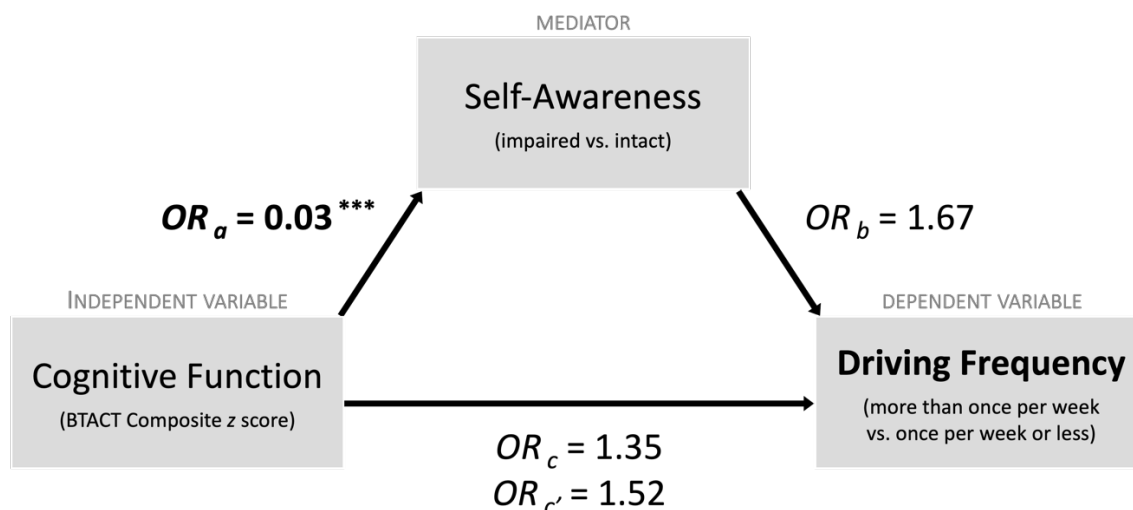 MEDIATOR
Self-Awareness
(impaired vs. intact)
OR a = 0.03 ***
OR b = 1.67
INDEPENDENT VARIABLE
Cognitive Function
(BTACT Composite z score)
DEPENDENT VARIABLE
Driving Frequency
(more than once per week
vs. once per week or less)
OR c = 1.35
OR c′ = 1.52